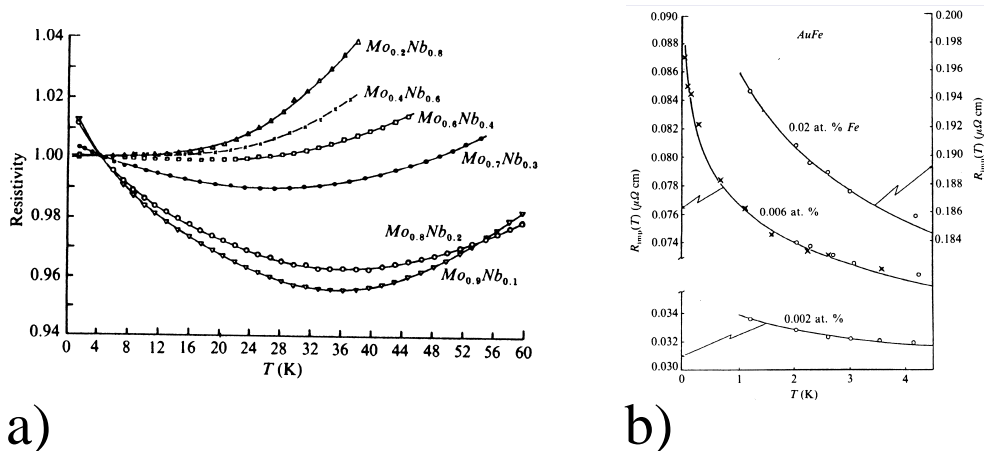 1.04
1.02
1.00
0.98
0.96
0.94
Resistivity
0 4 8 12 16 20 24 28 32 36 40 44 48 52 56 60
T (K)
Mo0.2Nb0.8
Mo0.4Nb0.6
Mo0.6Nb0.4
Mo0.7Nb0.3
Mo0.8Nb0.2
Mo0.9Nb0.1
a)
0.090
0.088
0.086
0.084
0.082
0.080
0.078
0.076
0.074
0.034
0.032
0.030
Rimp(T) (μΩ cm)
AuFe
0.02 at. % Fe
0.006 at. %
0.002 at. %
0.200
0.198
0.196
0.194
0.192
0.190
0.188
0.186
0.184
Rimp(T) (μΩ cm)
0 1 2 3 4
T (K)
b)